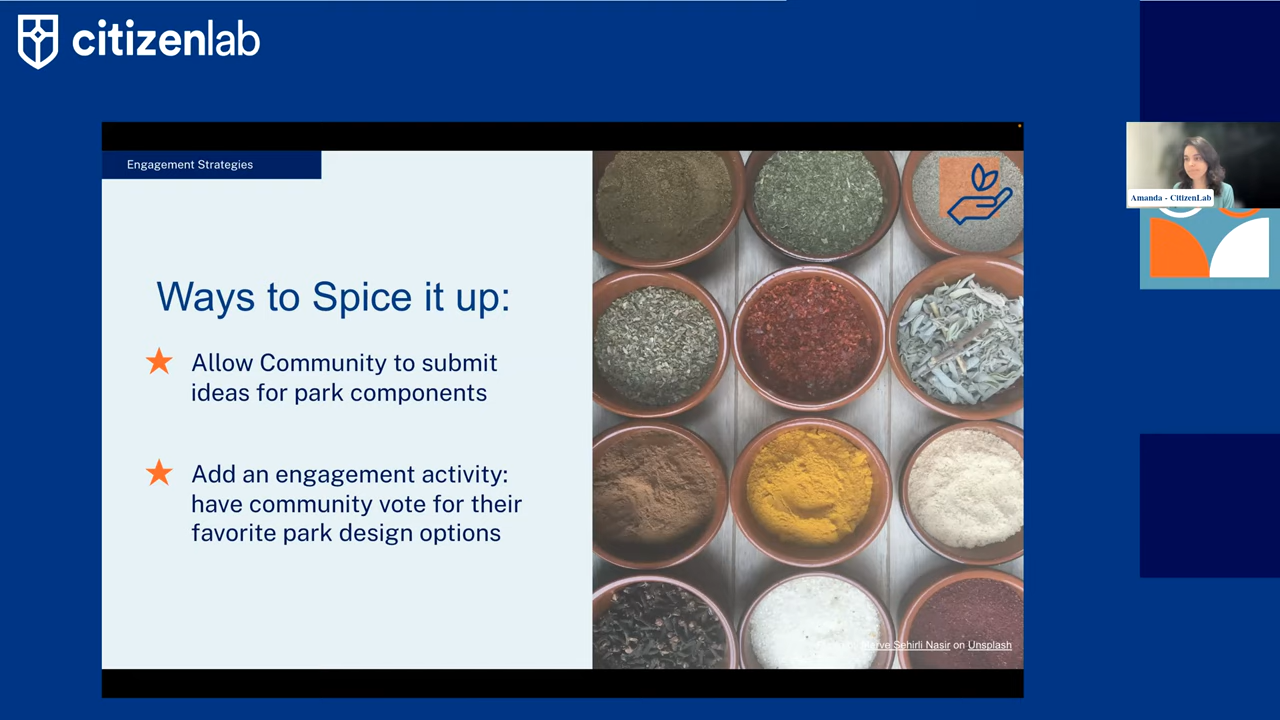 citizenlab
Engagement Strategies
Ways to Spice it up:
★ Allow Community to submit
ideas for park components
★ Add an engagement activity:
have community vote for their
favorite park design options
Sehirli Nasir on Unsplash
Amanda - CitizenLab